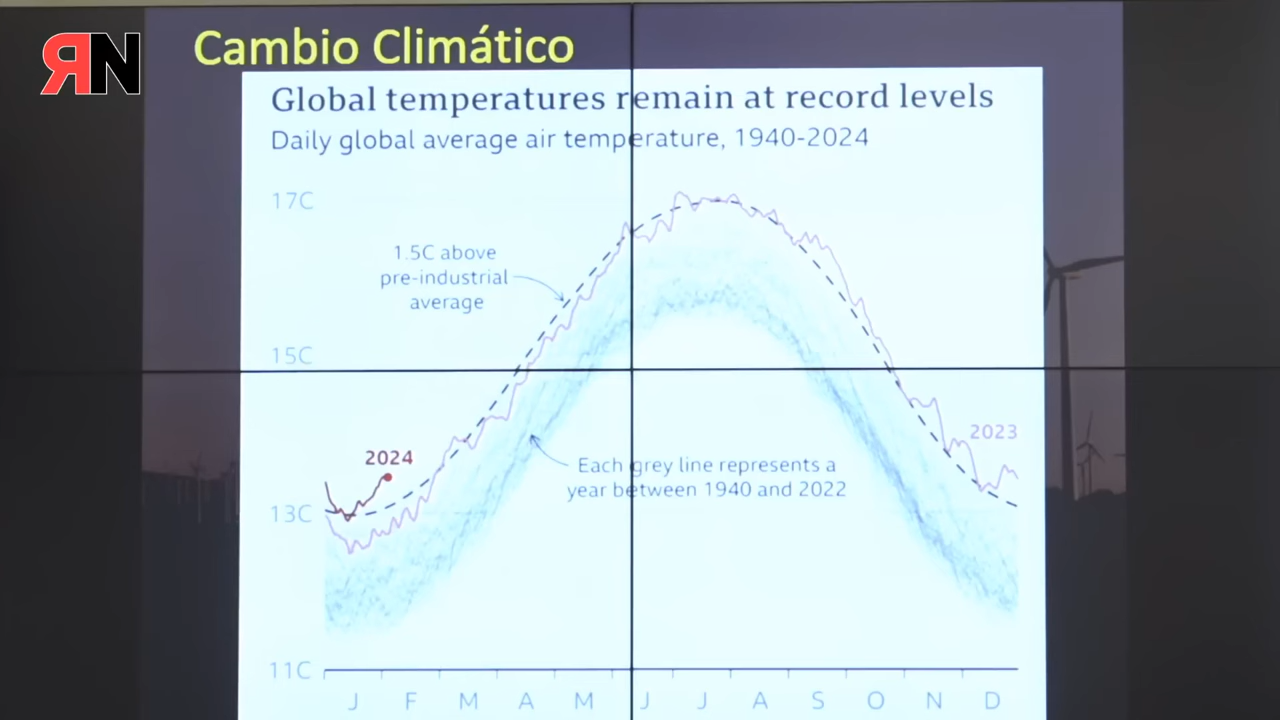 RN
Cambio Climático
Global temperatures remain at record levels
Daily global average air temperature, 1940-2024
17C
1.5C above
pre-industrial
average
15C
2023
2024
Each grey line represents a
year between 1940 and 2022
13C
11C
J F M A M J J A S O N D